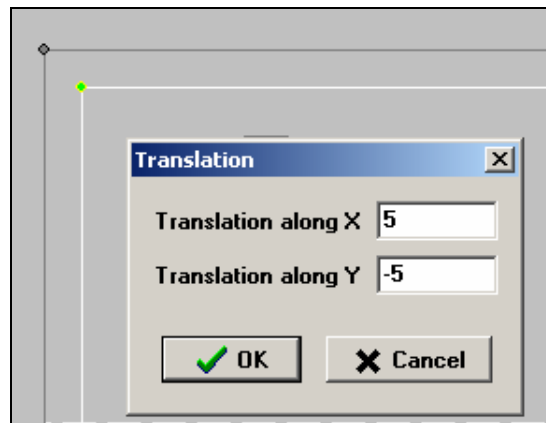 Translation
Translation along X 5
Translation along Y -5
OK Cancel